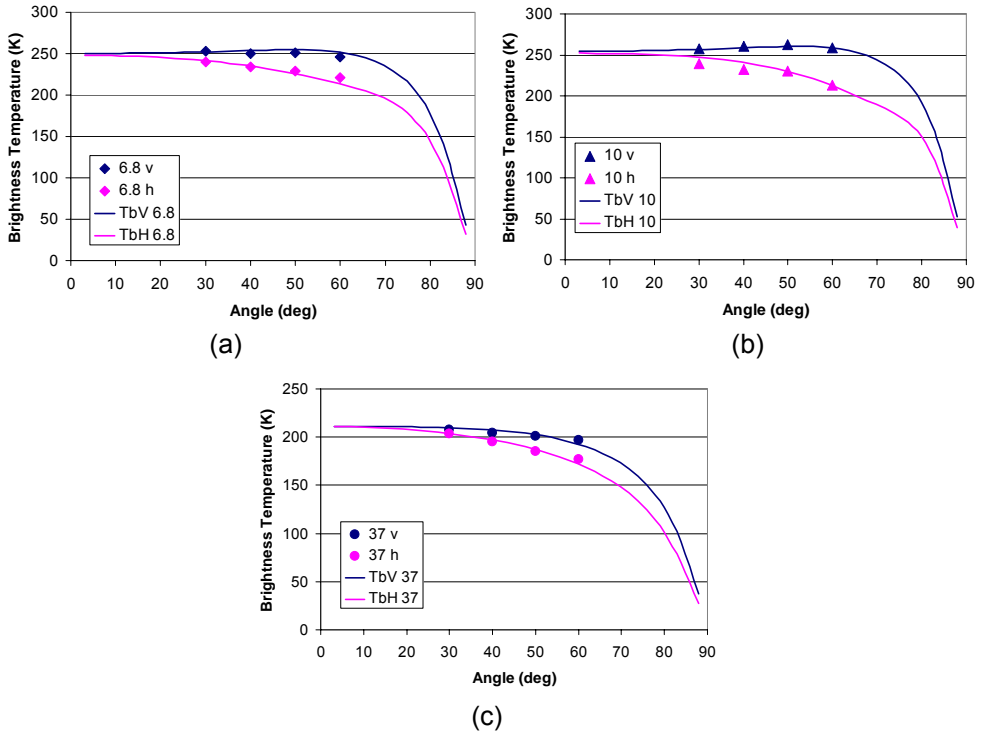 Brightness Temperature (K)
300
250
200
150
100
50
0
6.8 v
6.8 h
TbV 6.8
TbH 6.8
0 10 20 30 40 50 60 70 80 90
Angle (deg)
(a)
Brightness Temperature (K)
300
250
200
150
100
50
0
10 v
10 h
TbV 10
TbH 10
0 10 20 30 40 50 60 70 80 90
Angle (deg)
(b)
Brightness Temperature (K)
250
200
150
100
50
0
37 v
37 h
TbV 37
TbH 37
0 10 20 30 40 50 60 70 80 90
Angle (deg)
(c)